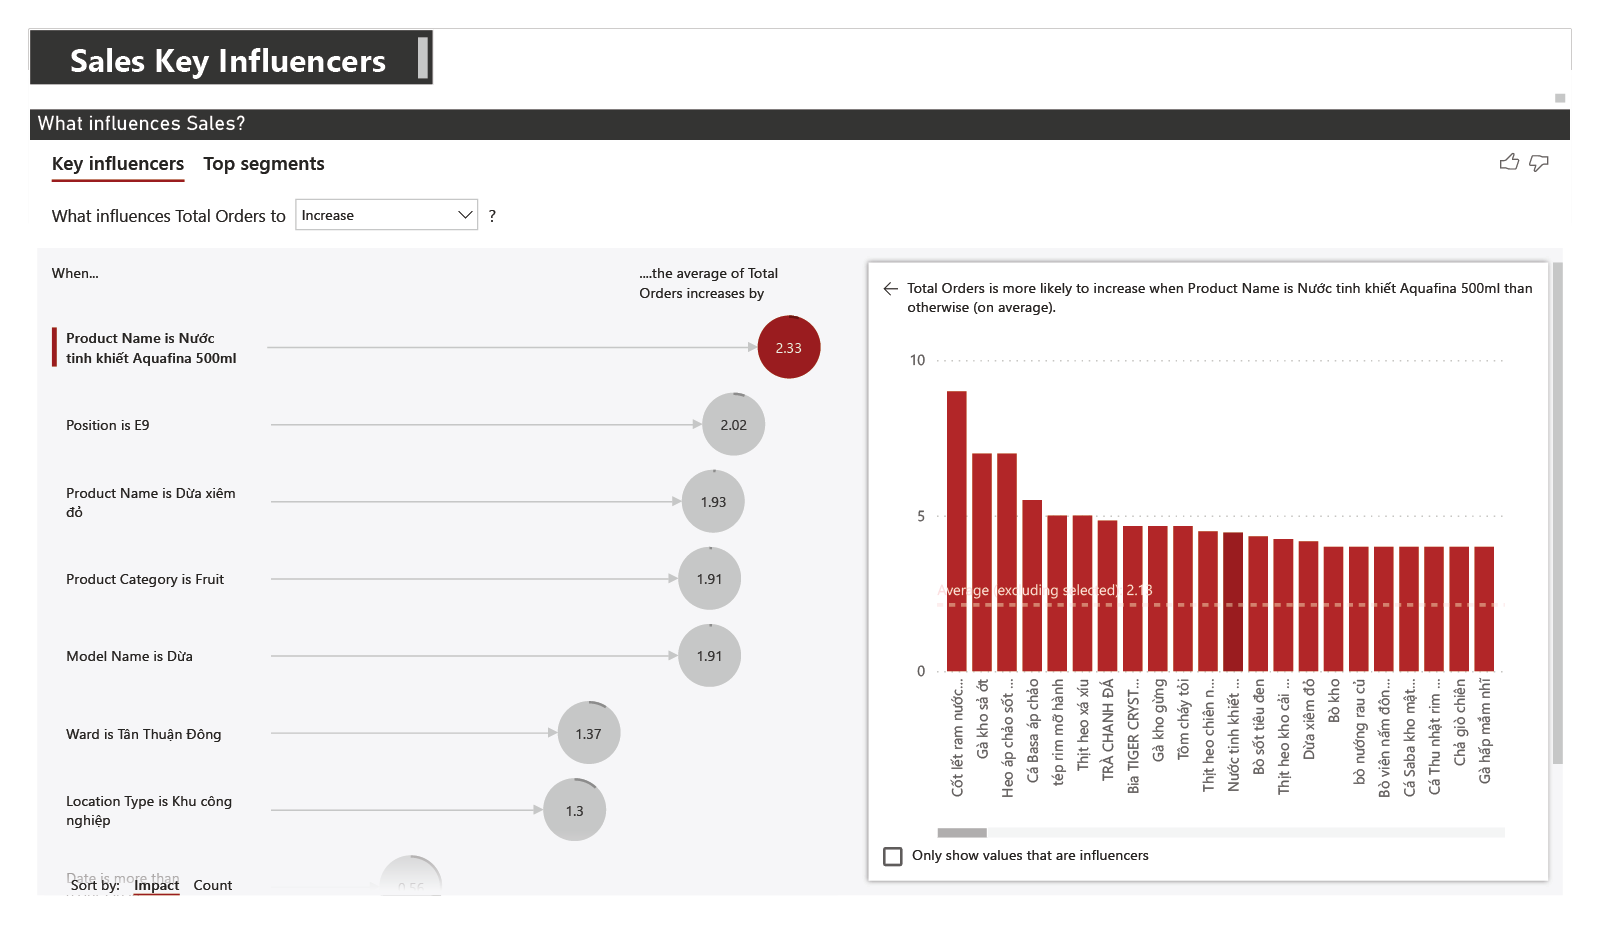 Sales Key Influencers
What influences Sales?
Key influencers Top segments
What influences Total Orders to Increase ?
When...
....the average of Total
Orders increases by
Product Name is Nước
tinh khiết Aquafina 500ml
2.33
Position is E9
2.02
Product Name is Dừa xiêm
đỏ
1.93
Product Category is Fruit
1.91
Model Name is Dừa
1.91
Ward is Tân Thuận Đông
1.37
Location Type is Khu công
nghiệp
1.3
Date is more than
0.56
Sort by: Impact Count
Total Orders is more likely to increase when Product Name is Nước tinh khiết Aquafina 500ml than
otherwise (on average).
10
5
0
Average (excluding selected) 2.13
Cốt lết ram nước...
Gà kho sả ớt
Heo áp chảo sốt ...
Cá Basa áp chảo
tép rim mỡ hành
Thịt heo xá xíu
TRÀ CHANH ĐÁ
Bia TIGER CRYST...
Gà kho gừng
Tôm cháy tỏi
Thịt heo chiên n...
Nước tinh khiết ...
Bò sốt tiêu đen
Thịt heo kho cải ...
Dừa xiêm đỏ
Bò kho
bò nướng rau củ
Bò viên nấm đôn...
Cá Saba kho mật...
Cá Thu nhật rim ...
Chả giò chiên
Gà hấp mắm nhĩ
Only show values that are influencers